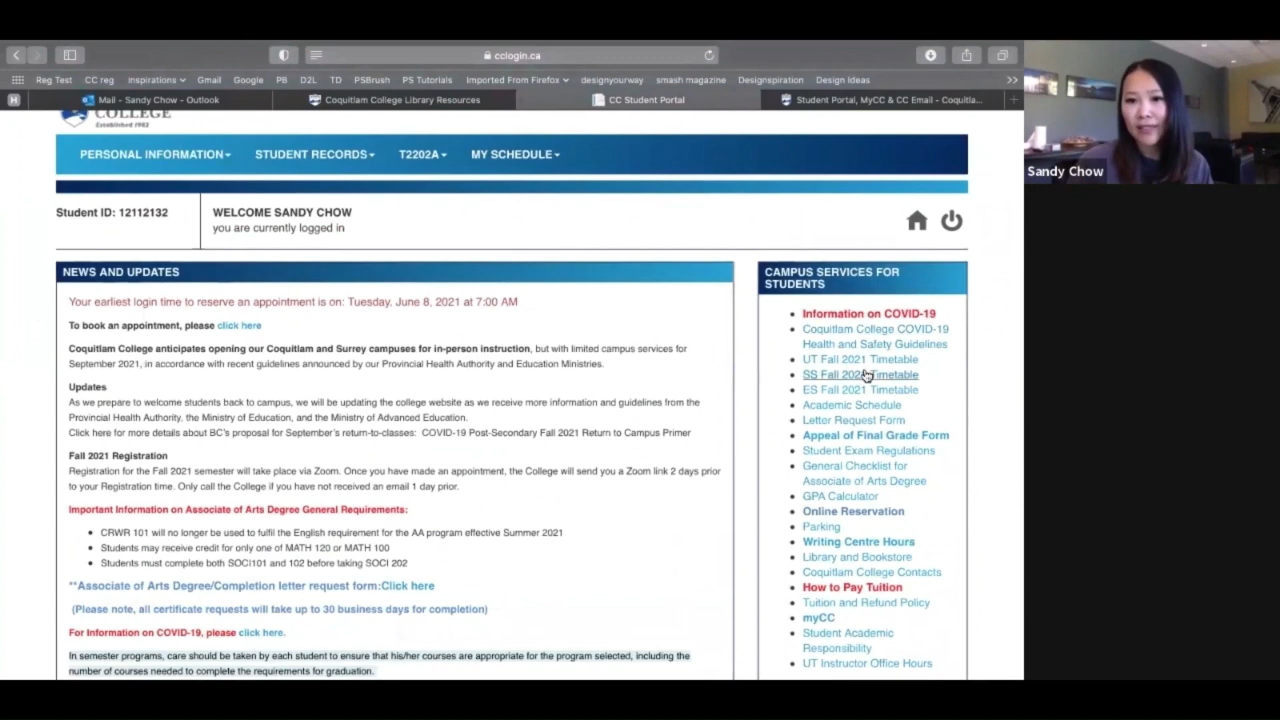 cclogin.ca
Reg Test CC reg inspirations Gmail Google PB D2L TD PSBrush PS Tutorials Imported From Firefox designyourway smash magazine Designspiration Design Ideas
H Mail - Sandy Chow - Outlook Coquitlam College Library Resources CC Student Portal Student Portal, MyCC & CC Email - Coquitla...
COLLEGE
Established 1982
PERSONAL INFORMATION STUDENT RECORDS T2202A MY SCHEDULE
Student ID: 12112132
WELCOME SANDY CHOW
you are currently logged in
NEWS AND UPDATES
Your earliest login time to reserve an appointment is on: Tuesday, June 8, 2021 at 7:00 AM
To book an appointment, please click here
Coquitlam College anticipates opening our Coquitlam and Surrey campuses for in-person instruction, but with limited campus services for
September 2021, in accordance with recent guidelines announced by our Provincial Health Authority and Education Ministries.
Updates
As we prepare to welcome students back to campus, we will be updating the college website as we receive more information and guidelines from the
Provincial Health Authority, the Ministry of Education, and the Ministry of Advanced Education.
Click here for more details about BC's proposal for September's return-to-classes: COVID-19 Post-Secondary Fall 2021 Return to Campus Primer
Fall 2021 Registration
Registration for the Fall 2021 semester will take place via Zoom. Once you have made an appointment, the College will send you a Zoom link 2 days prior
to your Registration time. Only call the College if you have not received an email 1 day prior.
Important Information on Associate of Arts Degree General Requirements:
CRWR 101 will no longer be used to fulfil the English requirement for the AA program effective Summer 2021
Students may receive credit for only one of MATH 120 or MATH 100
Students must complete both SOCI101 and 102 before taking SOCI 202
**Associate of Arts Degree/Completion letter request form:Click here
(Please note, all certificate requests will take up to 30 business days for completion)
For Information on COVID-19, please click here.
In semester programs, care should be taken by each student to ensure that his/her courses are appropriate for the program selected, including the
number of courses needed to complete the requirements for graduation.
CAMPUS SERVICES FOR
STUDENTS
Information on COVID-19
Coquitlam College COVID-19
Health and Safety Guidelines
UT Fall 2021 Timetable
SS Fall 2021 Timetable
ES Fall 2021 Timetable
Academic Schedule
Letter Request Form
Appeal of Final Grade Form
Student Exam Regulations
General Checklist for
Associate of Arts Degree
GPA Calculator
Online Reservation
Parking
Writing Centre Hours
Library and Bookstore
Coquitlam College Contacts
How to Pay Tuition
Tuition and Refund Policy
myCC
Student Academic
Responsibility
UT Instructor Office Hours
Sandy Chow